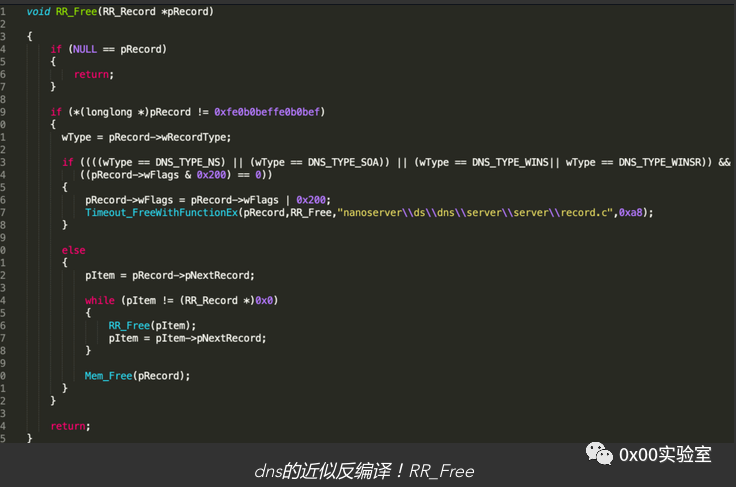 1 void RR_Free(RR_Record *pRecord)
2
3 {
4 if (NULL == pRecord)
5 {
6 return;
7 }
8
9 if (*(longlong *)pRecord != 0xfe0b0beffe0b0bef)
0 {
1 wType = pRecord->wRecordType;
2
3 if ((((wType == DNS_TYPE_NS) || (wType == DNS_TYPE_SOA)) || (wType == DNS_TYPE_WINS|| wType == DNS_TYPE_WINSR)) &&
4 ((pRecord->wFlags & 0x200) == 0))
5 {
6 pRecord->wFlags = pRecord->wFlags | 0x200;
7 Timeout_FreeWithFunctionEx(pRecord,RR_Free,"nanoserver\\ds\\dns\\server\\server\\record.c",0xa8);
8 }
9
0 else
1 {
2 pItem = pRecord->pNextRecord;
3
4 while (pItem != (RR_Record *)0x0)
5 {
6 RR_Free(pItem);
7 pItem = pItem->pNextRecord;
8 }
9
0 Mem_Free(pRecord);
1 }
2 }
3
4 return;
5 }
0x00实验室
dns的近似反编译！RR_Free